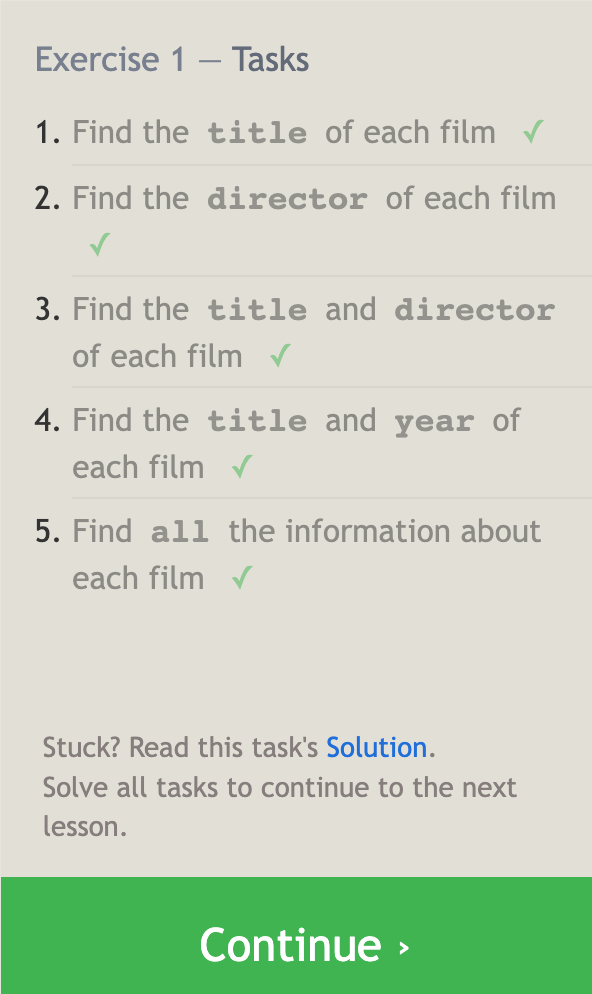 Exercise 1 — Tasks
1. Find the title of each film ✓
2. Find the director of each film
✓
3. Find the title and director
of each film ✓
4. Find the title and year of
each film ✓
5. Find all the information about
each film ✓
Stuck? Read this task's Solution.
Solve all tasks to continue to the next
lesson.
Continue ›